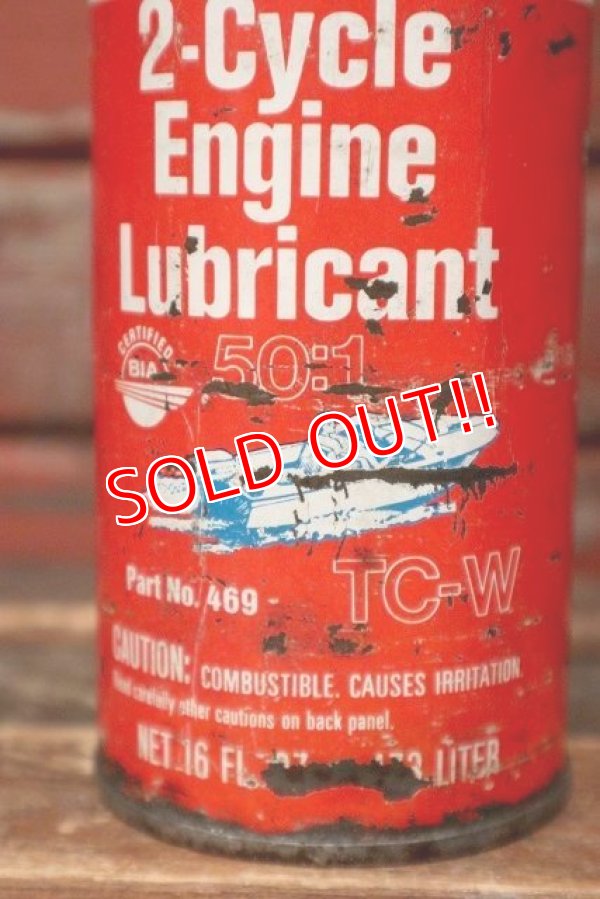 2-Cycle
Engine
Lubricant
CERTIFIED
BIA
50:1
SOLD OUT!!
TC-W
Part No. 469
CAUTION: COMBUSTIBLE. CAUSES IRRITATION.
carefully other cautions on back panel.
NET 16 FL. LITER